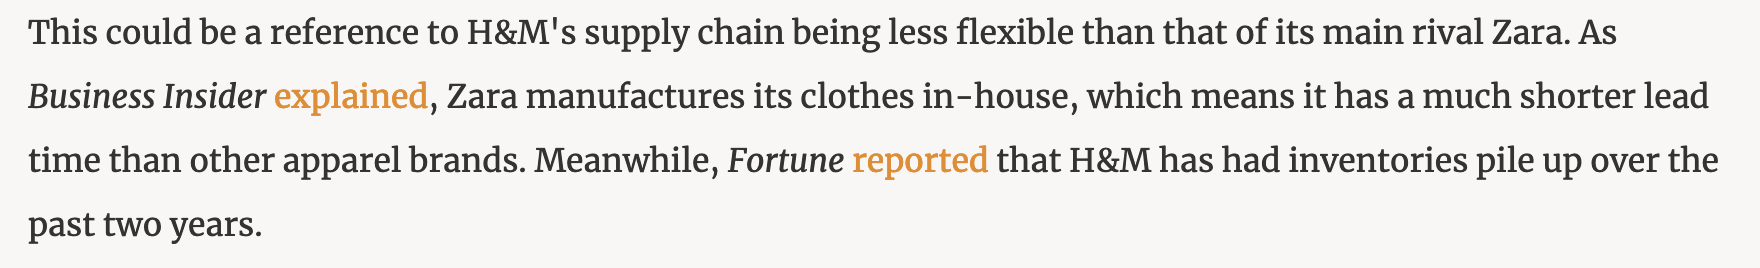 This could be a reference to H&M's supply chain being less flexible than that of its main rival Zara. As
Business Insider explained, Zara manufactures its clothes in-house, which means it has a much shorter lead
time than other apparel brands. Meanwhile, Fortune reported that H&M has had inventories pile up over the
past two years.